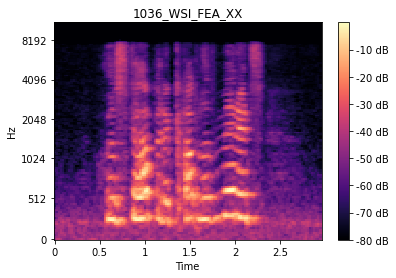 1036_WSI_FEA_XX
8192
4096
2048
1024
512
0
Hz
0
0.5
1
1.5
2
2.5
Time
-10 dB
-20 dB
-30 dB
-40 dB
-50 dB
-60 dB
-70 dB
-80 dB